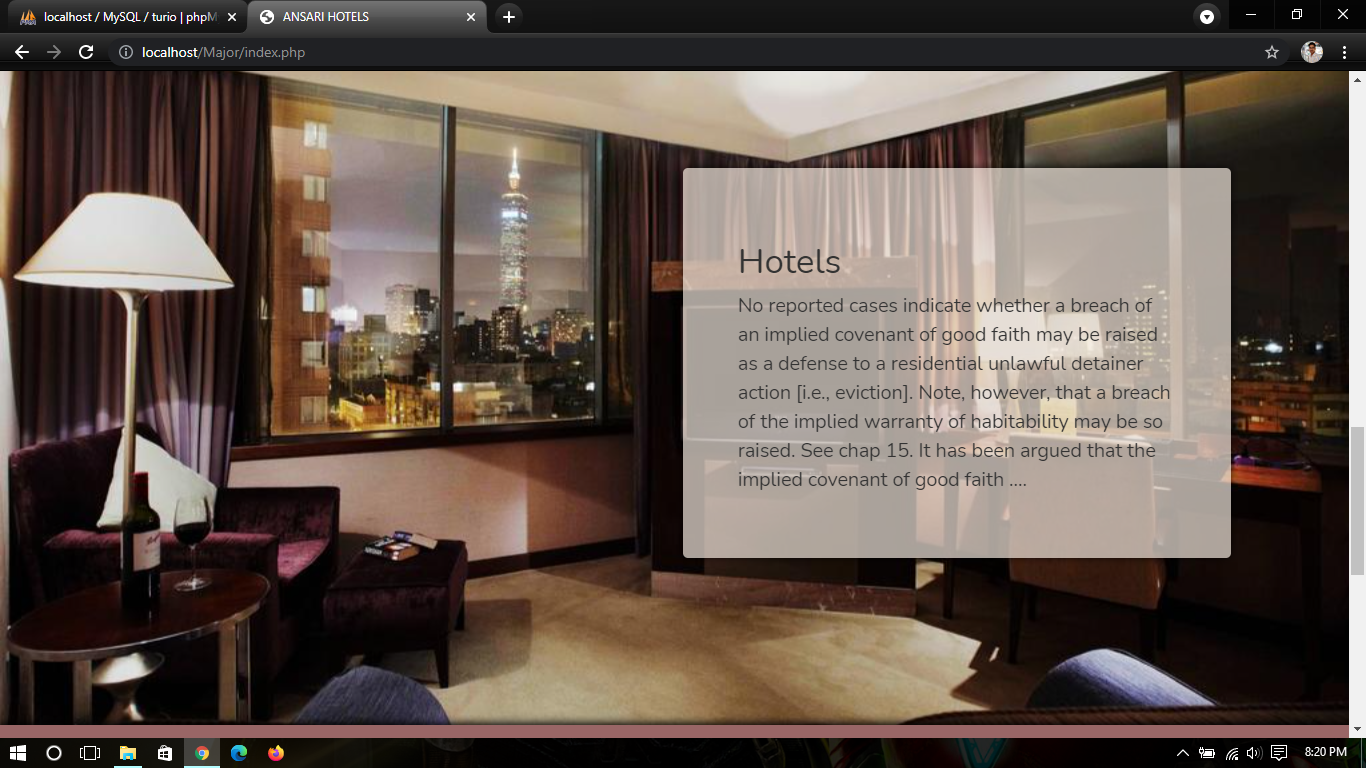 localhost / MySQL / turio | phpM
ANSARI HOTELS
localhost/Major/index.php
Hotels
No reported cases indicate whether a breach of
an implied covenant of good faith may be raised
as a defense to a residential unlawful detainer
action [i.e., eviction]. Note, however, that a breach
of the implied warranty of habitability may be so
raised. See chap 15. It has been argued that the
implied covenant of good faith ....
8:20 PM